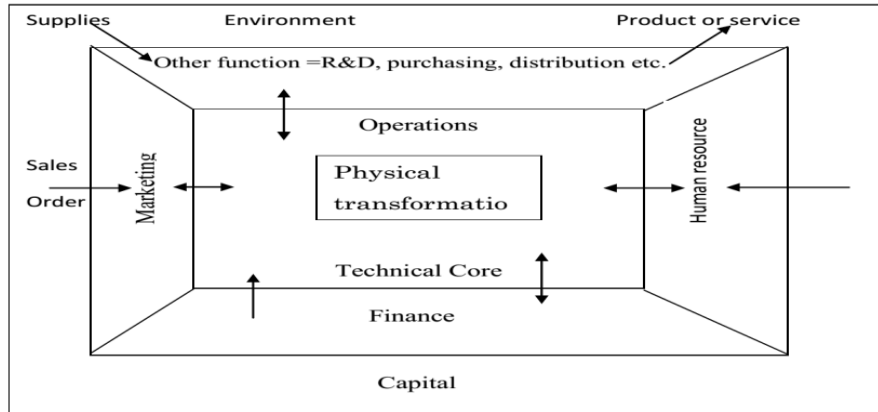 Supplies Environment Product or service
Other function =R&D, purchasing, distribution etc.
Operations
Sales
Order
Marketing
Physical
transformatio
Human resource
Technical Core
Finance
Capital